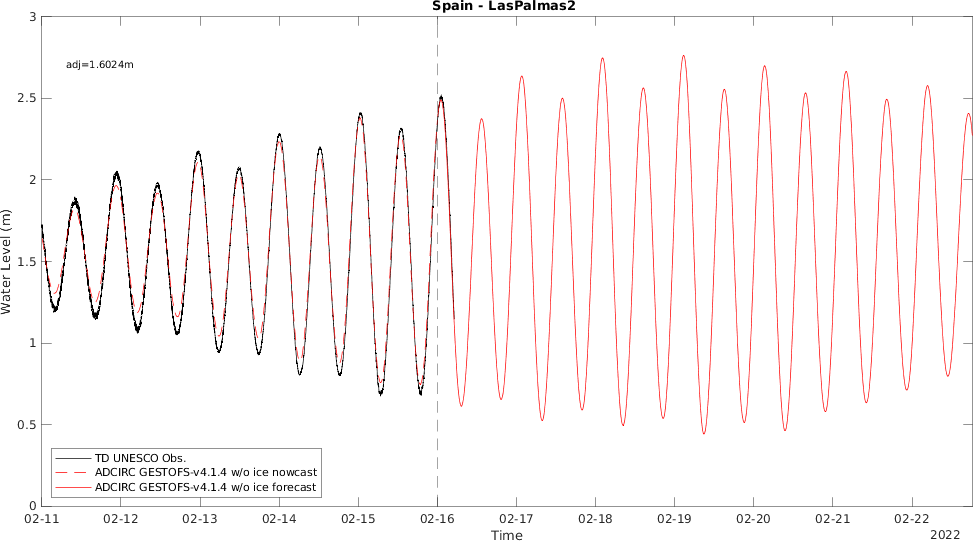 Spain - LasPalmas2
adj=1.6024m
3
2.5
2
1.5
1
0.5
0
Water Level (m)
TD UNESCO Obs.
ADCIRC GESTOFS-v4.1.4 w/o ice nowcast
ADCIRC GESTOFS-v4.1.4 w/o ice forecast
02-11 02-12 02-13 02-14 02-15 02-16 02-17 02-18 02-19 02-20 02-21 02-22
Time
2022